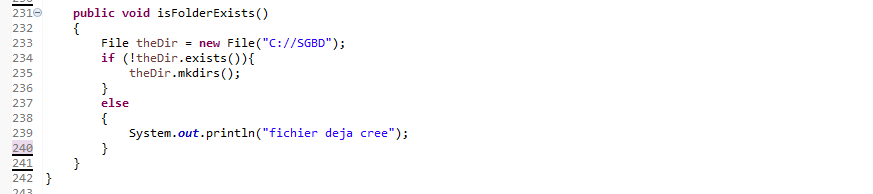 231 public void isFolderExists()
232 {
233 File theDir = new File("C://SGBD");
234 if (!theDir.exists()){
235 theDir.mkdirs();
236 }
237 else
238 {
239 System.out.println("fichier deja cree");
240 }
241 }
242 }